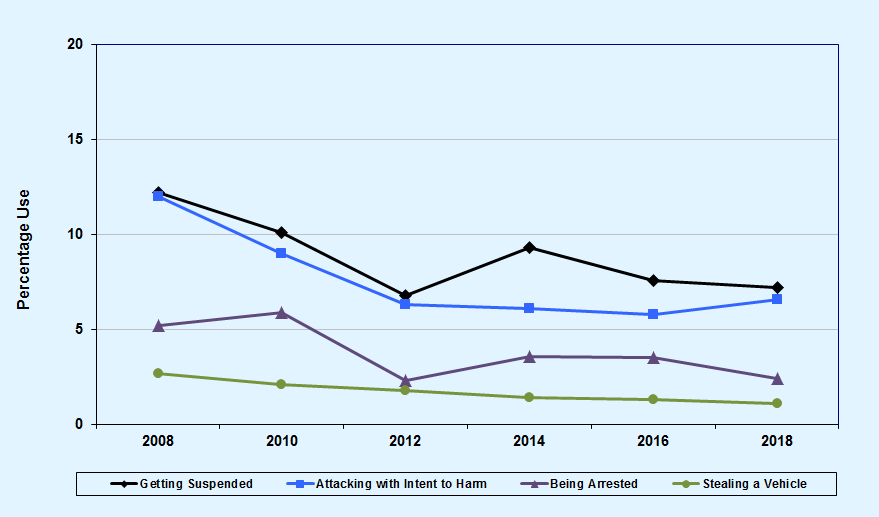 20
15
10
5
0
Percentage Use
2008 2010 2012 2014 2016 2018
Getting Suspended Attacking with Intent to Harm Being Arrested Stealing a Vehicle